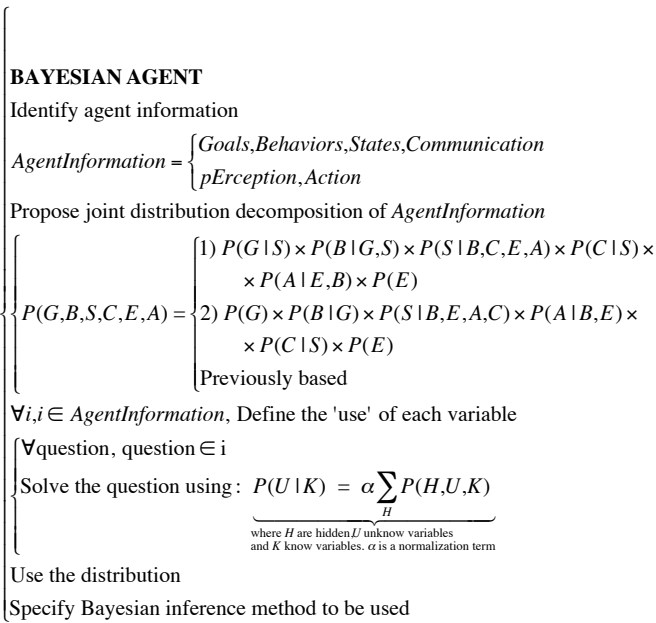 BAYESIAN AGENT
Identify agent information
AgentInformation = { Goals,Behaviors,States,Communication
pErception,Action
Propose joint distribution decomposition of AgentInformation
1) P(G | S) × P(B | G,S) × P(S | B,C,E,A) × P(C | S) ×
× P(A | E,B) × P(E)
P(G,B,S,C,E,A) = { 2) P(G) × P(B | G) × P(S | B,E,A,C) × P(A | B,E) ×
× P(C | S) × P(E)
Previously based
∀i,i ∈ AgentInformation, Define the 'use' of each variable
∀question, question ∈ i
Solve the question using : P(U | K) = α∑P(H,U,K)
H
where H are hidden,U unknow variables
and K know variables. α is a normalization term
Use the distribution
Specify Bayesian inference method to be used